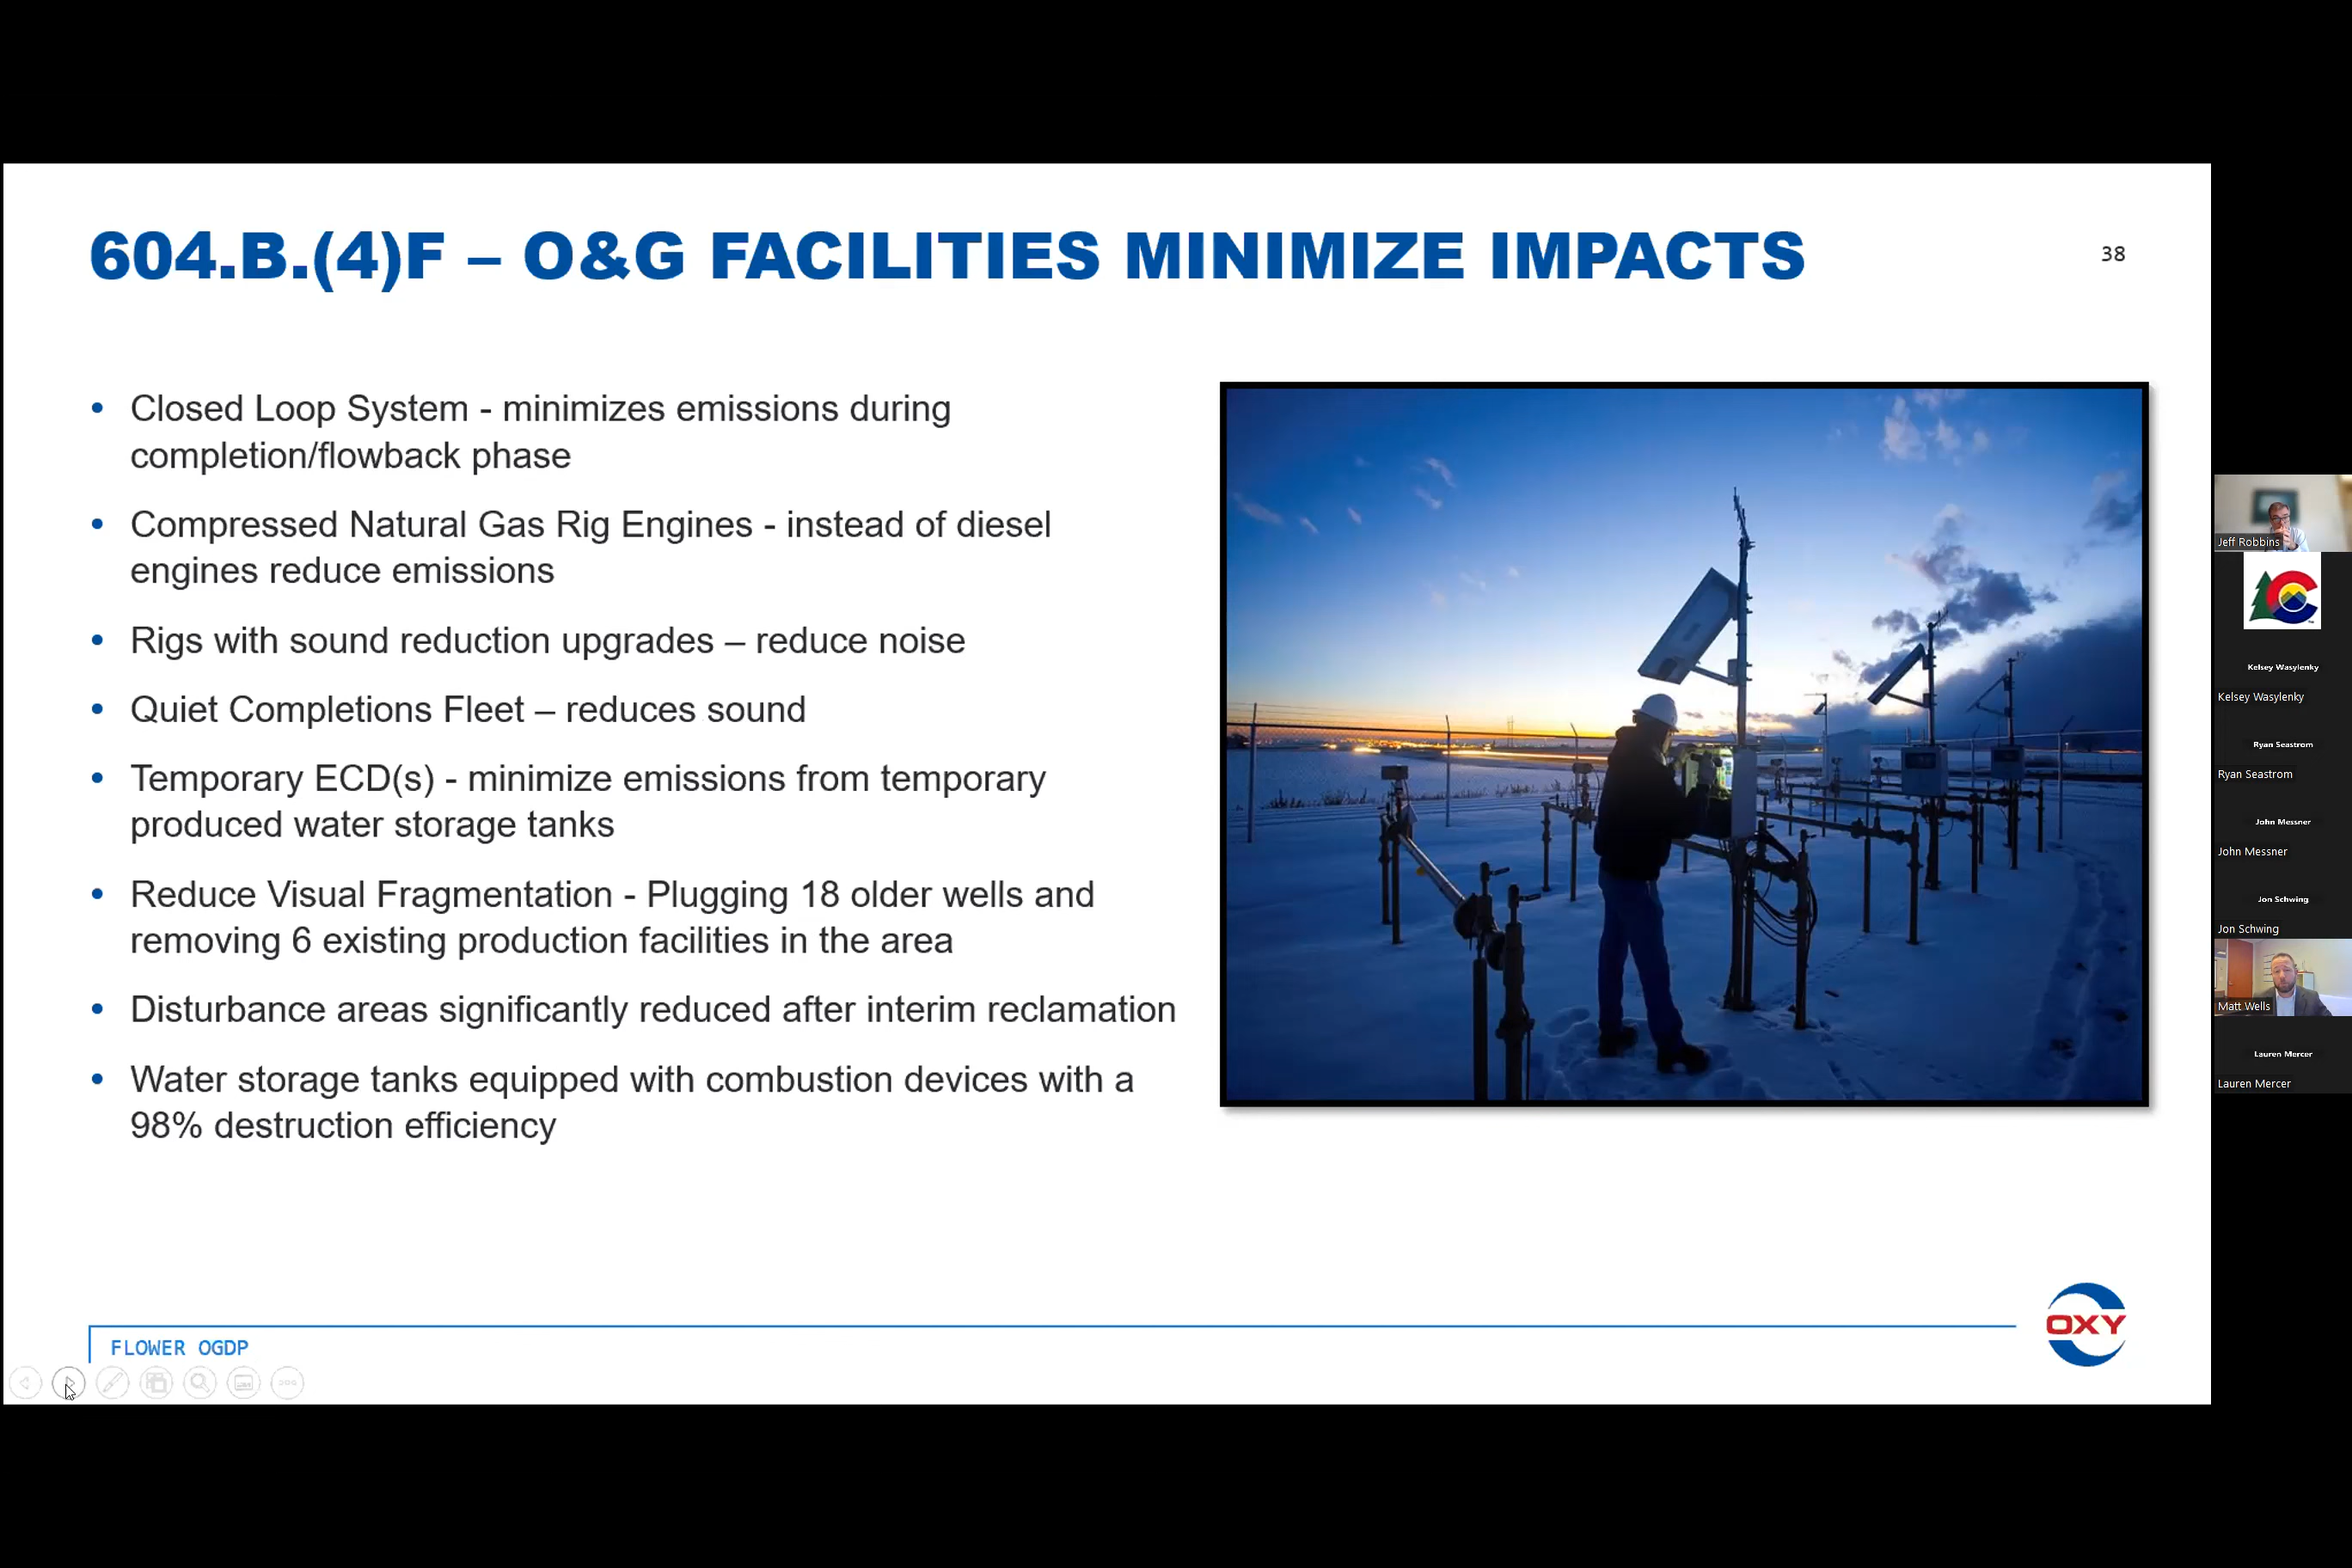 604.B.(4)F – O&G FACILITIES MINIMIZE IMPACTS
38
• Closed Loop System - minimizes emissions during
completion/flowback phase
• Compressed Natural Gas Rig Engines - instead of diesel
engines reduce emissions
• Rigs with sound reduction upgrades – reduce noise
• Quiet Completions Fleet – reduces sound
• Temporary ECD(s) - minimize emissions from temporary
produced water storage tanks
• Reduce Visual Fragmentation - Plugging 18 older wells and
removing 6 existing production facilities in the area
• Disturbance areas significantly reduced after interim reclamation
• Water storage tanks equipped with combustion devices with a
98% destruction efficiency
FLOWER OGDP
OXY
Jeff Robbins
C
Kelsey Wasylenky
Kelsey Wasylenky
Ryan Seastrom
Ryan Seastrom
John Messner
John Messner
Jon Schwing
Jon Schwing
Matt Wells
Lauren Mercer
Lauren Mercer